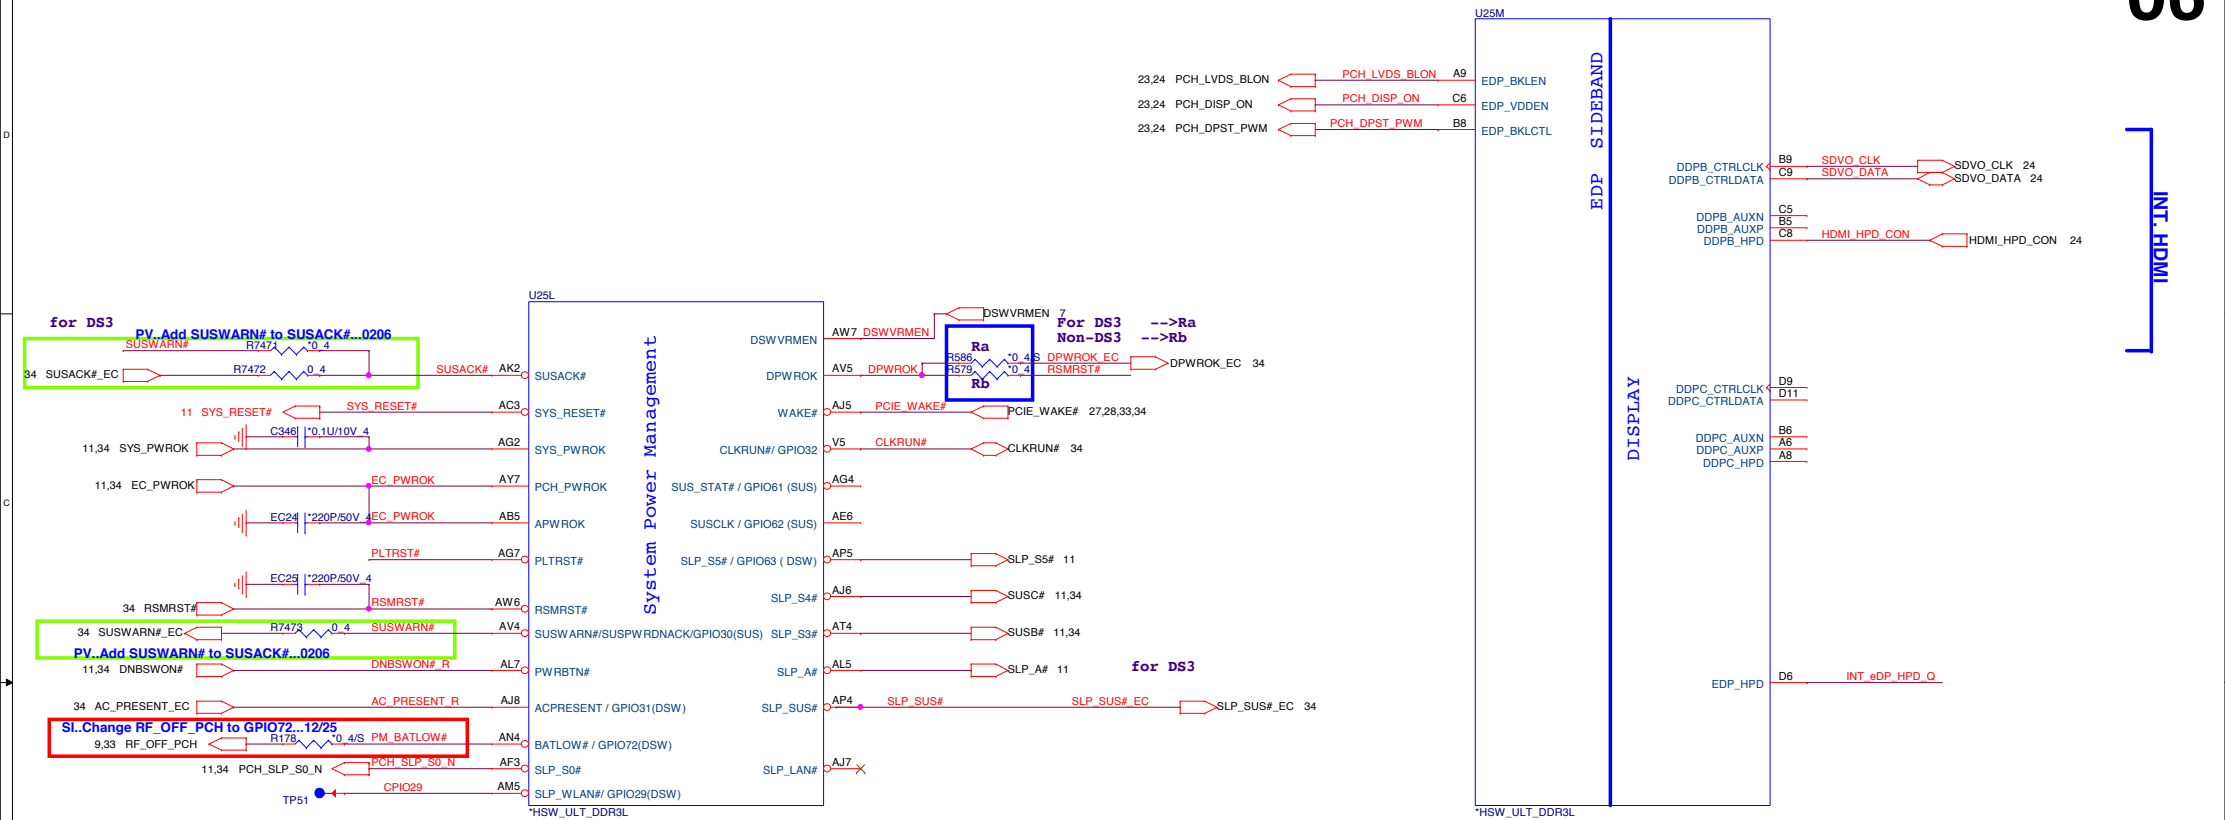 06
U25M
23,24 PCH_LVDS_BLON PCH_LVDS_BLON A9 EDP_BKLEN
23,24 PCH_DISP_ON PCH_DISP_ON C6 EDP_VDDEN
23,24 PCH_DPST_PWM PCH_DPST_PWM B8 EDP_BKLCTL
EDP SIDEBAND
D
DDPB_CTRLCLK B9 SDVO_CLK SDVO_CLK 24
DDPB_CTRLDATA C9 SDVO_DATA SDVO_DATA 24
DDPB_AUXN C5
DDPB_AUXP B5
DDPB_HPD C8 HDMI_HPD_CON HDMI_HPD_CON 24
INT. HDMI
DISPLAY
DDPC_CTRLCLK D9
DDPC_CTRLDATA D11
DDPC_AUXN B6
DDPC_AUXP A6
DDPC_HPD A8
EDP_HPD D6 INT_eDP_HPD_Q
*HSW_ULT_DDR3L
U25L
System Power Management
for DS3
PV..Add SUSWARN# to SUSACK#...0206
SUSWARN# R7471 *0_4
34 SUSACK#_EC R7472 0_4 SUSACK# AK2 SUSACK#
11 SYS_RESET# SYS_RESET# AC3 SYS_RESET#
C346 *0.1U/10V_4
11,34 SYS_PWROK AG2 SYS_PWROK
11,34 EC_PWROK EC_PWROK AY7 PCH_PWROK
C
EC24 *220P/50V_4 EC_PWROK AB5 APWROK
PLTRST# AG7 PLTRST#
EC25 *220P/50V_4
34 RSMRST# RSMRST# AW6 RSMRST#
34 SUSWARN#_EC R7473 0_4 SUSWARN# AV4 SUSWARN#/SUSPWRDNACK/GPIO30(SUS)
PV..Add SUSWARN# to SUSACK#...0206
11,34 DNBSWON# DNBSWON#_R AL7 PWRBTN#
34 AC_PRESENT_EC AC_PRESENT_R AJ8 ACPRESENT / GPIO31(DSW)
SI..Change RF_OFF_PCH to GPIO72...12/25
9,33 RF_OFF_PCH R178 *0_4/S PM_BATLOW# AN4 BATLOW# / GPIO72(DSW)
11,34 PCH_SLP_S0_N PCH_SLP_S0_N AF3 SLP_S0#
TP51 CPIO29 AM5 SLP_WLAN#/ GPIO29(DSW)
*HSW_ULT_DDR3L
DSWVRMEN AW7 DSWVRMEN DSWVRMEN 7
For DS3 -->Ra
Non-DS3 -->Rb
Ra
DPWROK AV5 DPWROK R586 *0_4/S DPWROK_EC DPWROK_EC 34
R579 *0_4 RSMRST#
Rb
WAKE# AJ5 PCIE_WAKE# PCIE_WAKE# 27,28,33,34
CLKRUN#/ GPIO32 V5 CLKRUN# CLKRUN# 34
SUS_STAT# / GPIO61 (SUS) AG4
SUSCLK / GPIO62 (SUS) AE6
SLP_S5# / GPIO63 ( DSW) AP5 SLP_S5# 11
SLP_S4# AJ6 SUSC# 11,34
SLP_S3# AT4 SUSB# 11,34
SLP_A# AL5 SLP_A# 11
for DS3
SLP_SUS# AP4 SLP_SUS# SLP_SUS#_EC SLP_SUS#_EC 34
SLP_LAN# AJ7